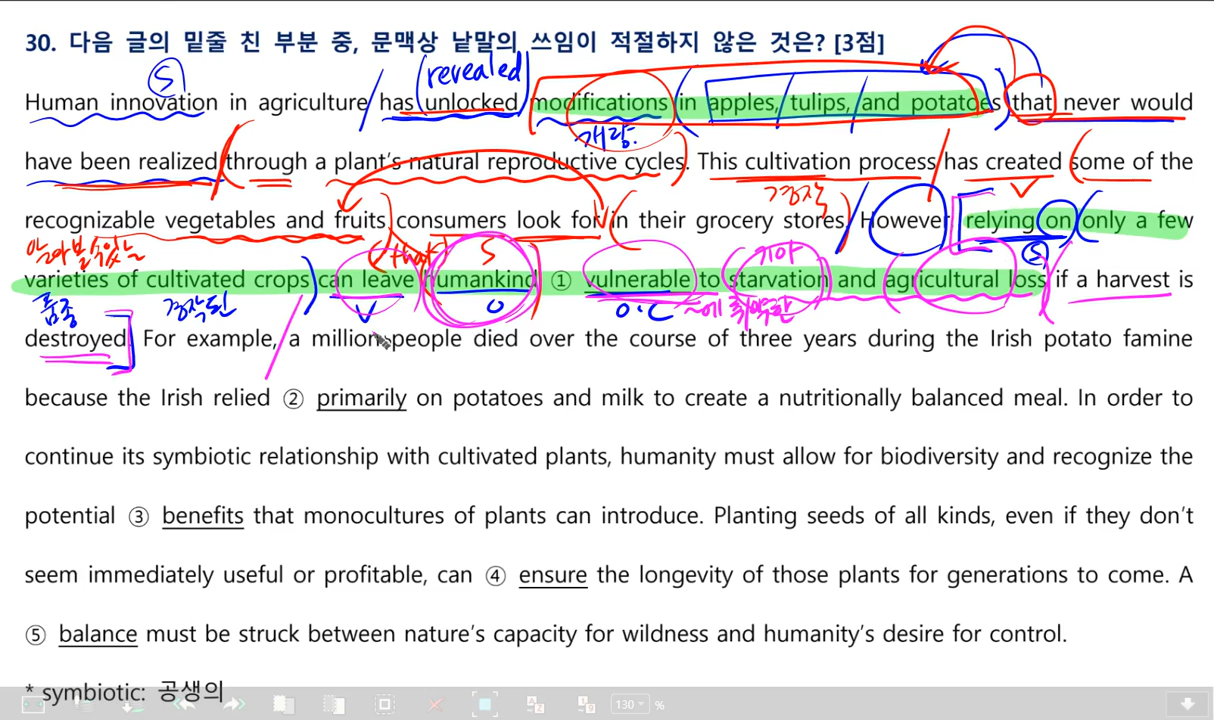 30. 다음 글의 밑줄 친 부분 중, 문맥상 낱말의 쓰임이 적절하지 않은 것은? [3점]
S (revealed)
Human innovation in agriculture has unlocked modifications in apples, tulips, and potatoes that never would
개량.
have been realized through a plant's natural reproductive cycles. This cultivation process has created some of the
경작 V
recognizable vegetables and fruits consumers look for in their grocery stores. However, relying on only a few
알아볼 수 있는 (that) S 기아 S
varieties of cultivated crops can leave humankind ① vulnerable to starvation and agricultural loss if a harvest is
품종 경작된 V O O.C ~에 취약한
destroyed. For example, a million people died over the course of three years during the Irish potato famine
because the Irish relied ② primarily on potatoes and milk to create a nutritionally balanced meal. In order to
continue its symbiotic relationship with cultivated plants, humanity must allow for biodiversity and recognize the
potential ③ benefits that monocultures of plants can introduce. Planting seeds of all kinds, even if they don't
seem immediately useful or profitable, can ④ ensure the longevity of those plants for generations to come. A
⑤ balance must be struck between nature's capacity for wildness and humanity's desire for control.
* symbiotic: 공생의
130 %